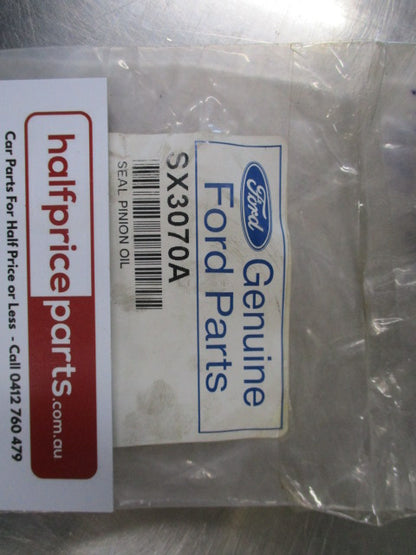 Ford
Genuine
Ford Parts
SX3070A
SEAL PINION OIL
halfpriceparts.com.au
Car Parts For Half Price or Less - Call 0412 760 479